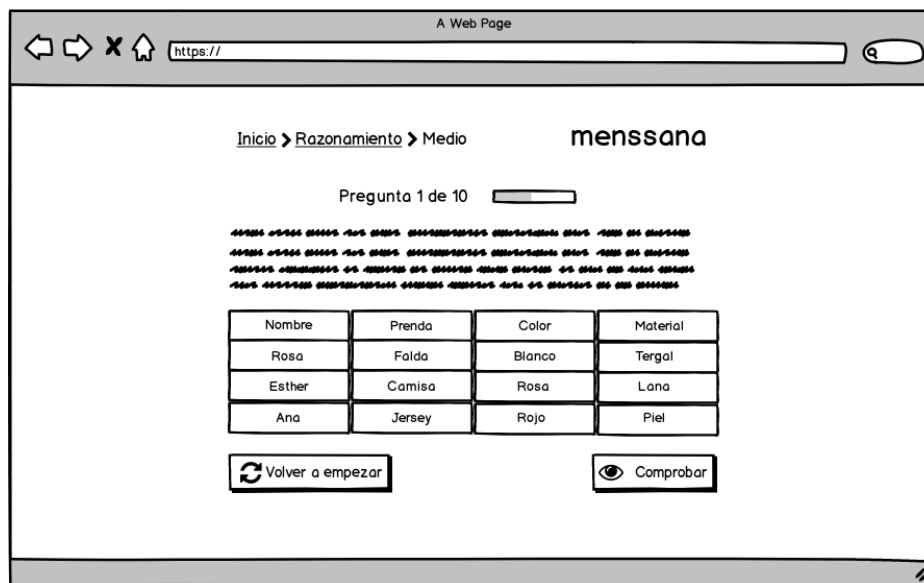 A Web Page
https://
Inicio > Razonamiento > Medio
menssana
Pregunta 1 de 10
Nombre Prenda Color Material
Rosa Falda Blanco Tergal
Esther Camisa Rosa Lana
Ana Jersey Rojo Piel
Volver a empezar
Comprobar